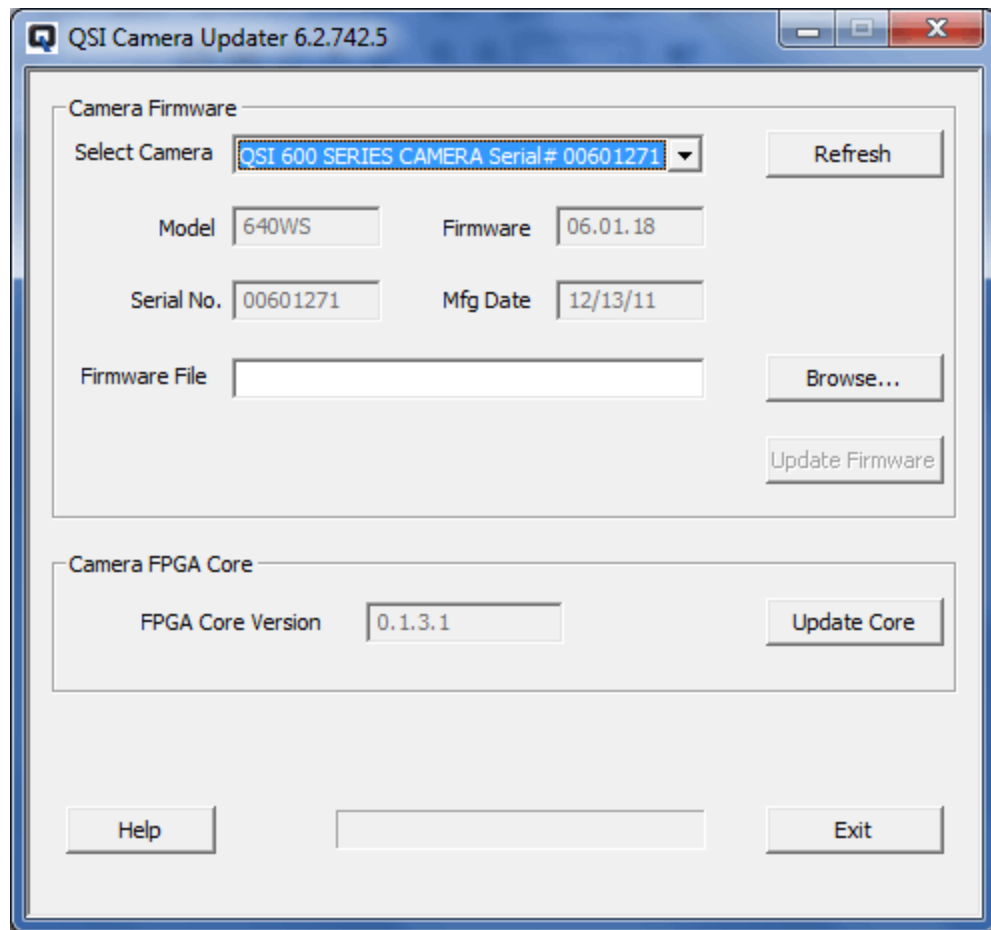 QSI Camera Updater 6.2.742.5
Camera Firmware
Select Camera QSI 600 SERIES CAMERA Serial# 00601271 Refresh
Model 640WS Firmware 06.01.18
Serial No. 00601271 Mfg Date 12/13/11
Firmware File Browse...
Update Firmware
Camera FPGA Core
FPGA Core Version 0.1.3.1 Update Core
Help Exit